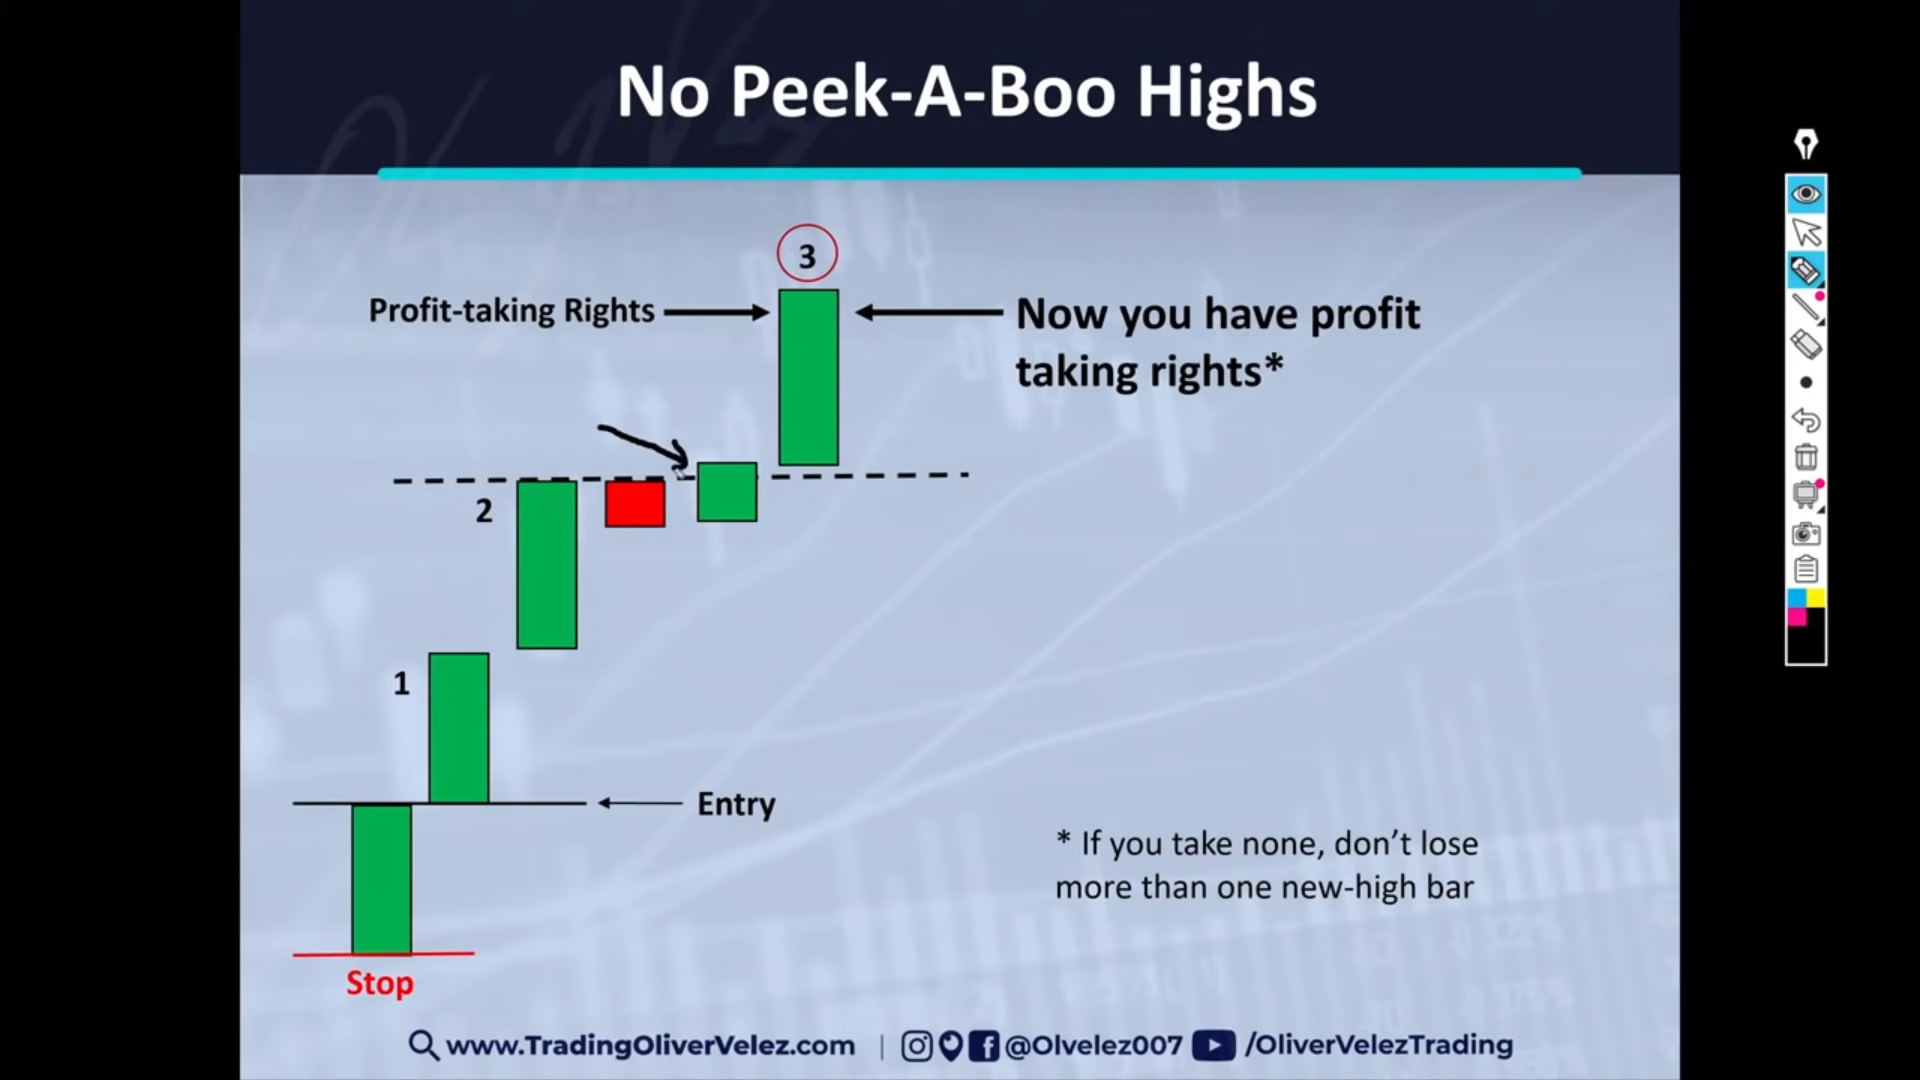 No Peek-A-Boo Highs
3
Profit-taking Rights
Now you have profit
taking rights*
2
1
Entry
* If you take none, don't lose
more than one new-high bar
Stop
www.TradingOliverVelez.com | @Olvelez007 /OliverVelezTrading